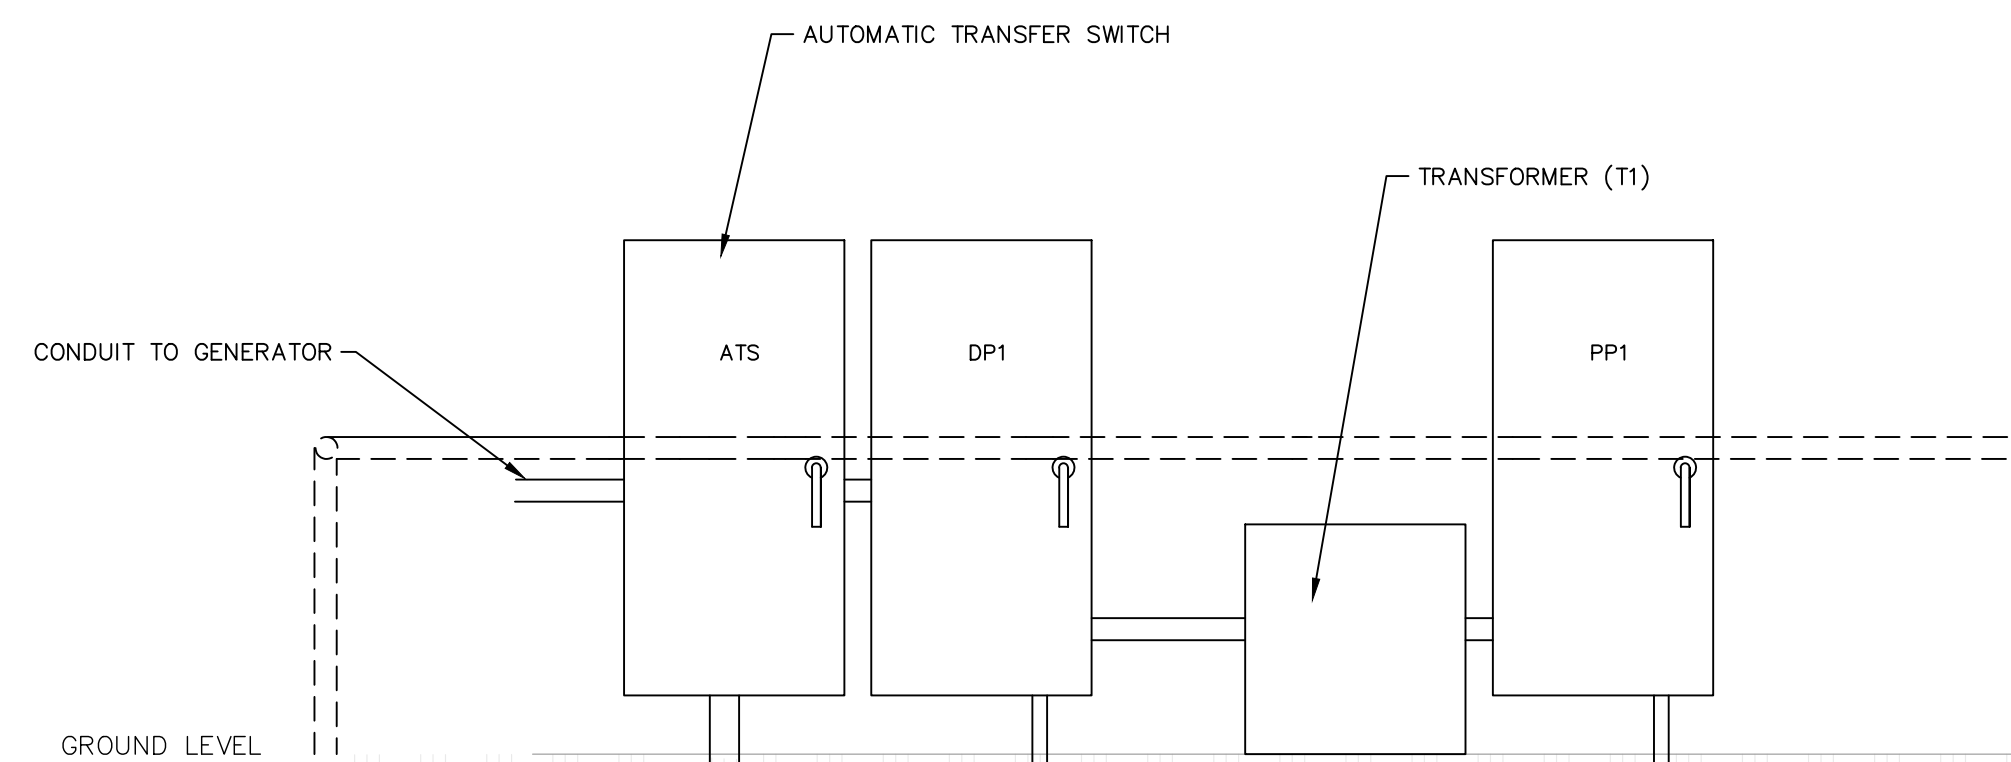 AUTOMATIC TRANSFER SWITCH
TRANSFORMER (T1)
CONDUIT TO GENERATOR
ATS
DP1
PP1
GROUND LEVEL